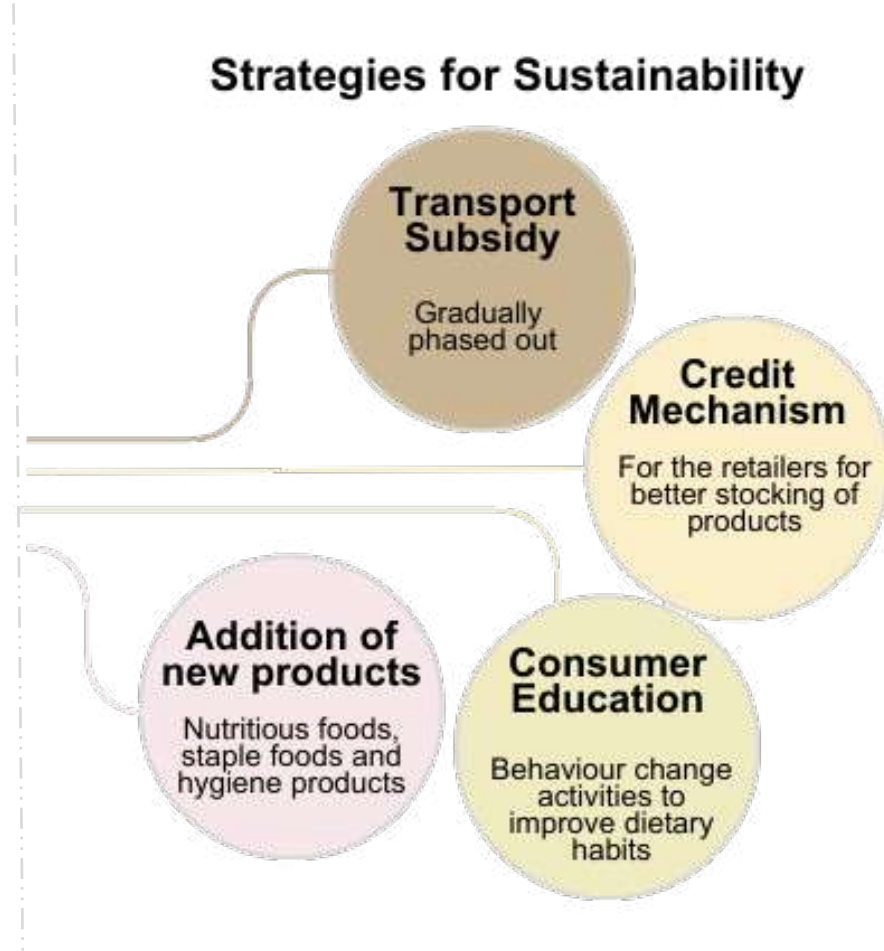 Strategies for Sustainability
Transport
Subsidy
Gradually
phased out
Credit
Mechanism
For the retailers for
better stocking of
products
Consumer
Education
Behaviour change
activities to
improve dietary
habits
Addition of
new products
Nutritious foods,
staple foods and
hygiene products